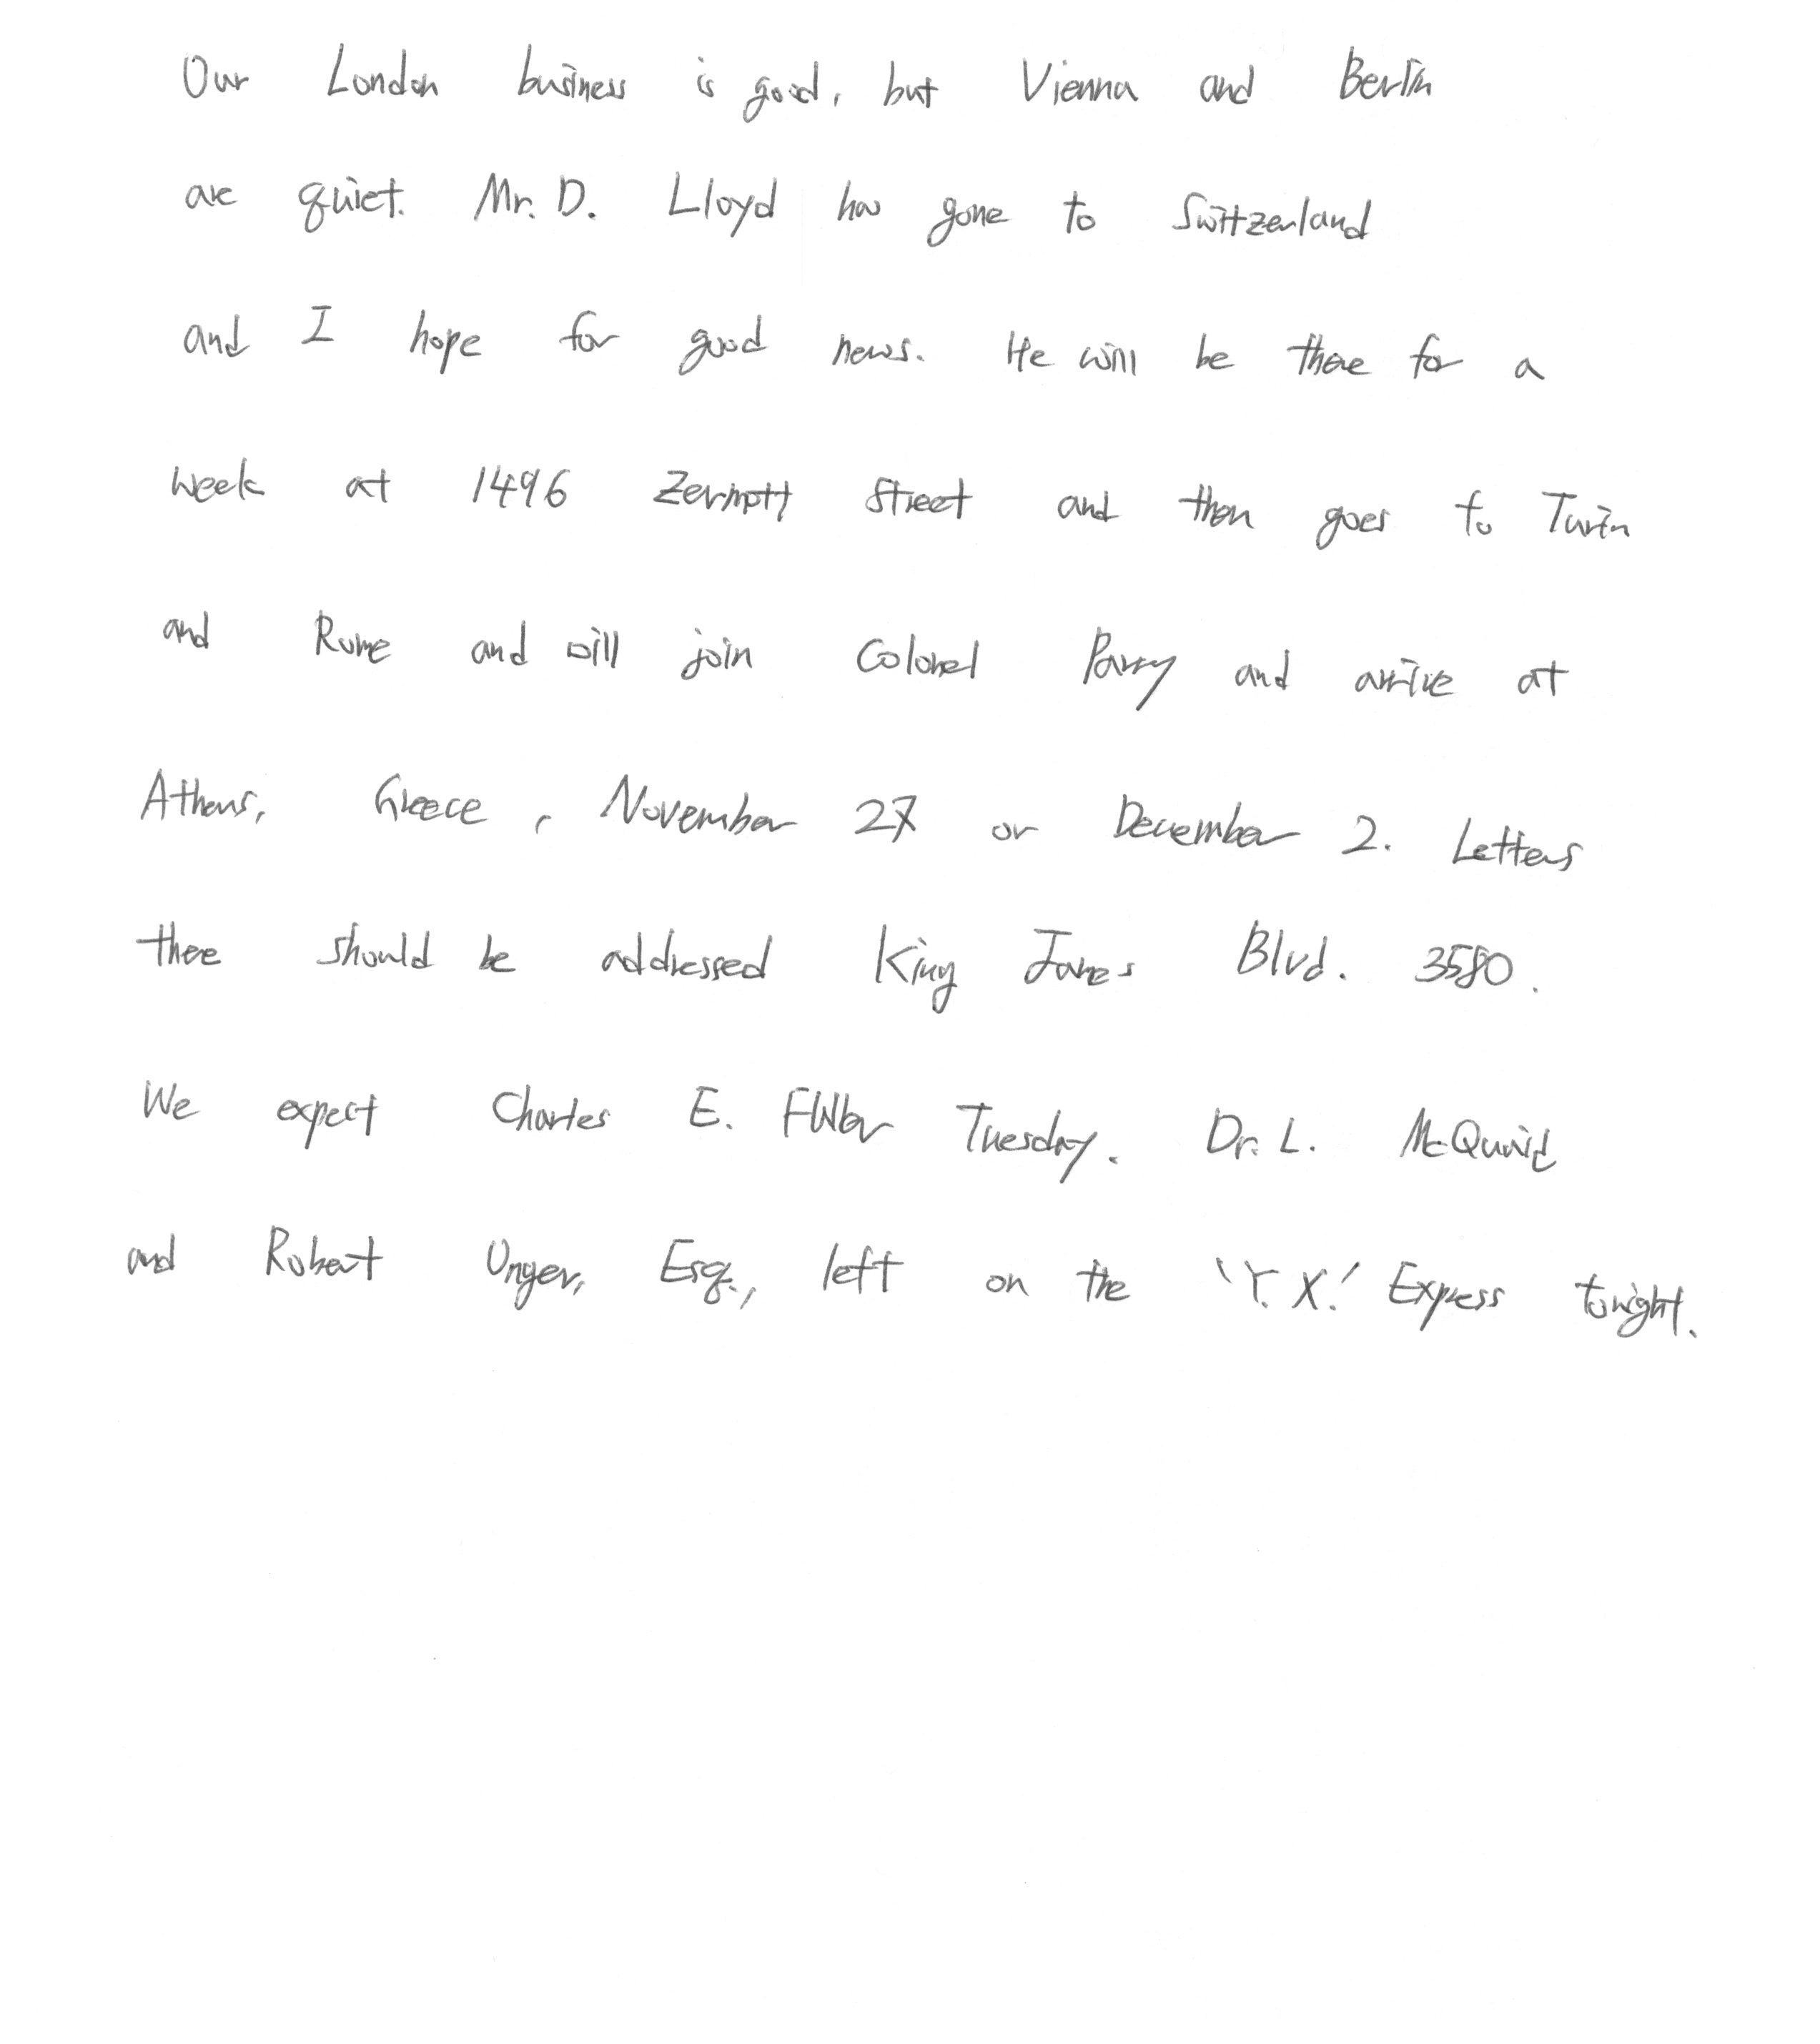 Our London business is good, but Vienna and Berlin
are quiet. Mr. D. Lloyd has gone to Switzerland
and I hope for good news. He will be there for a
week at 1496 Zermott Street and then goes to Turin
and Rome and will join Colonel Parry and arrive at
Athens, Greece, November 27 or December 2. Letters
there should be addressed King James Blvd. 3580.
We expect Charles E. Fuller Tuesday. Dr. L. McQuaid
and Robert Unger, Esq., left on the 'Y.X.' Express tonight.